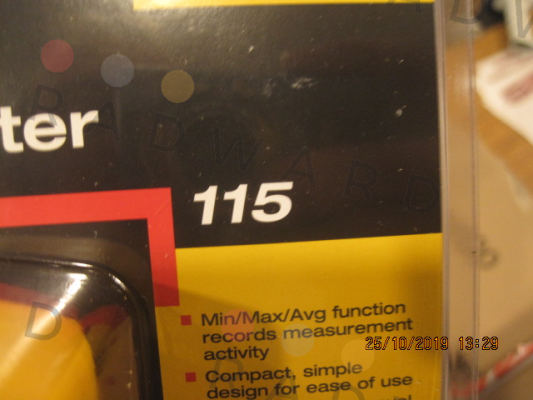 ter
115
Min/Max/Avg function
records measurement
activity
Compact, simple
design for ease of use
25/10/2019 13:29